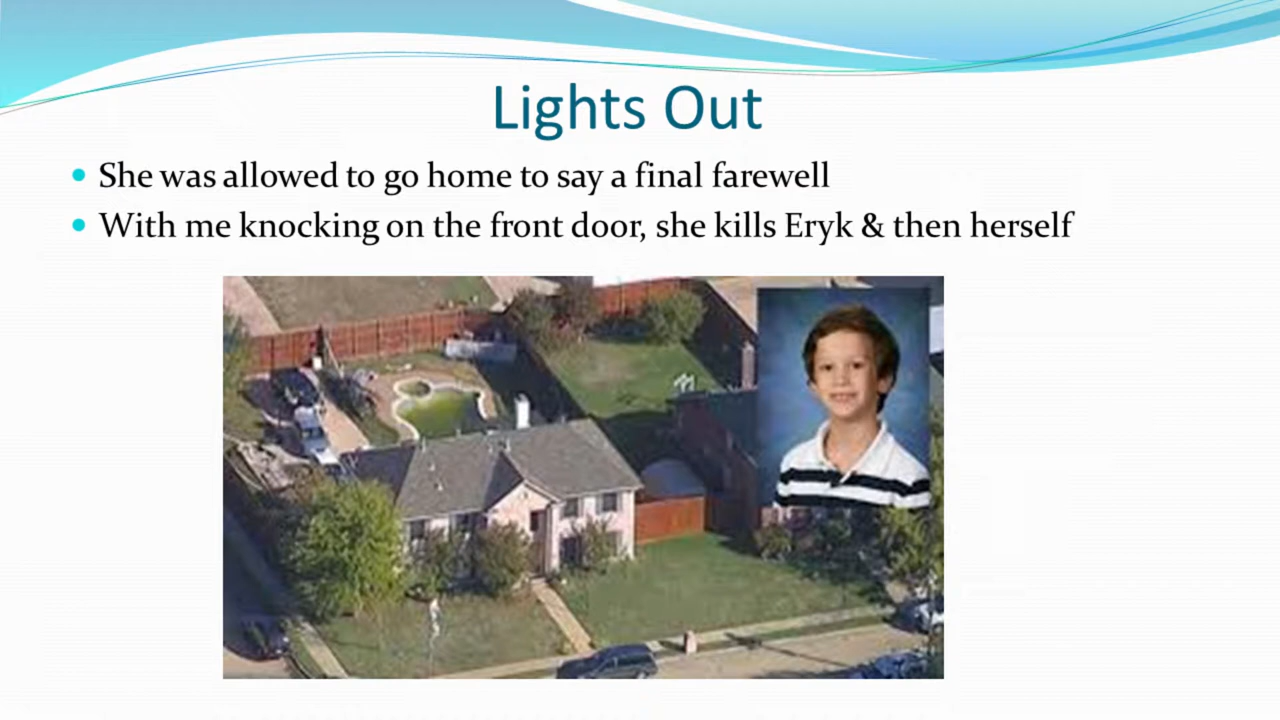 Lights Out
She was allowed to go home to say a final farewell
With me knocking on the front door, she kills Eryk & then herself